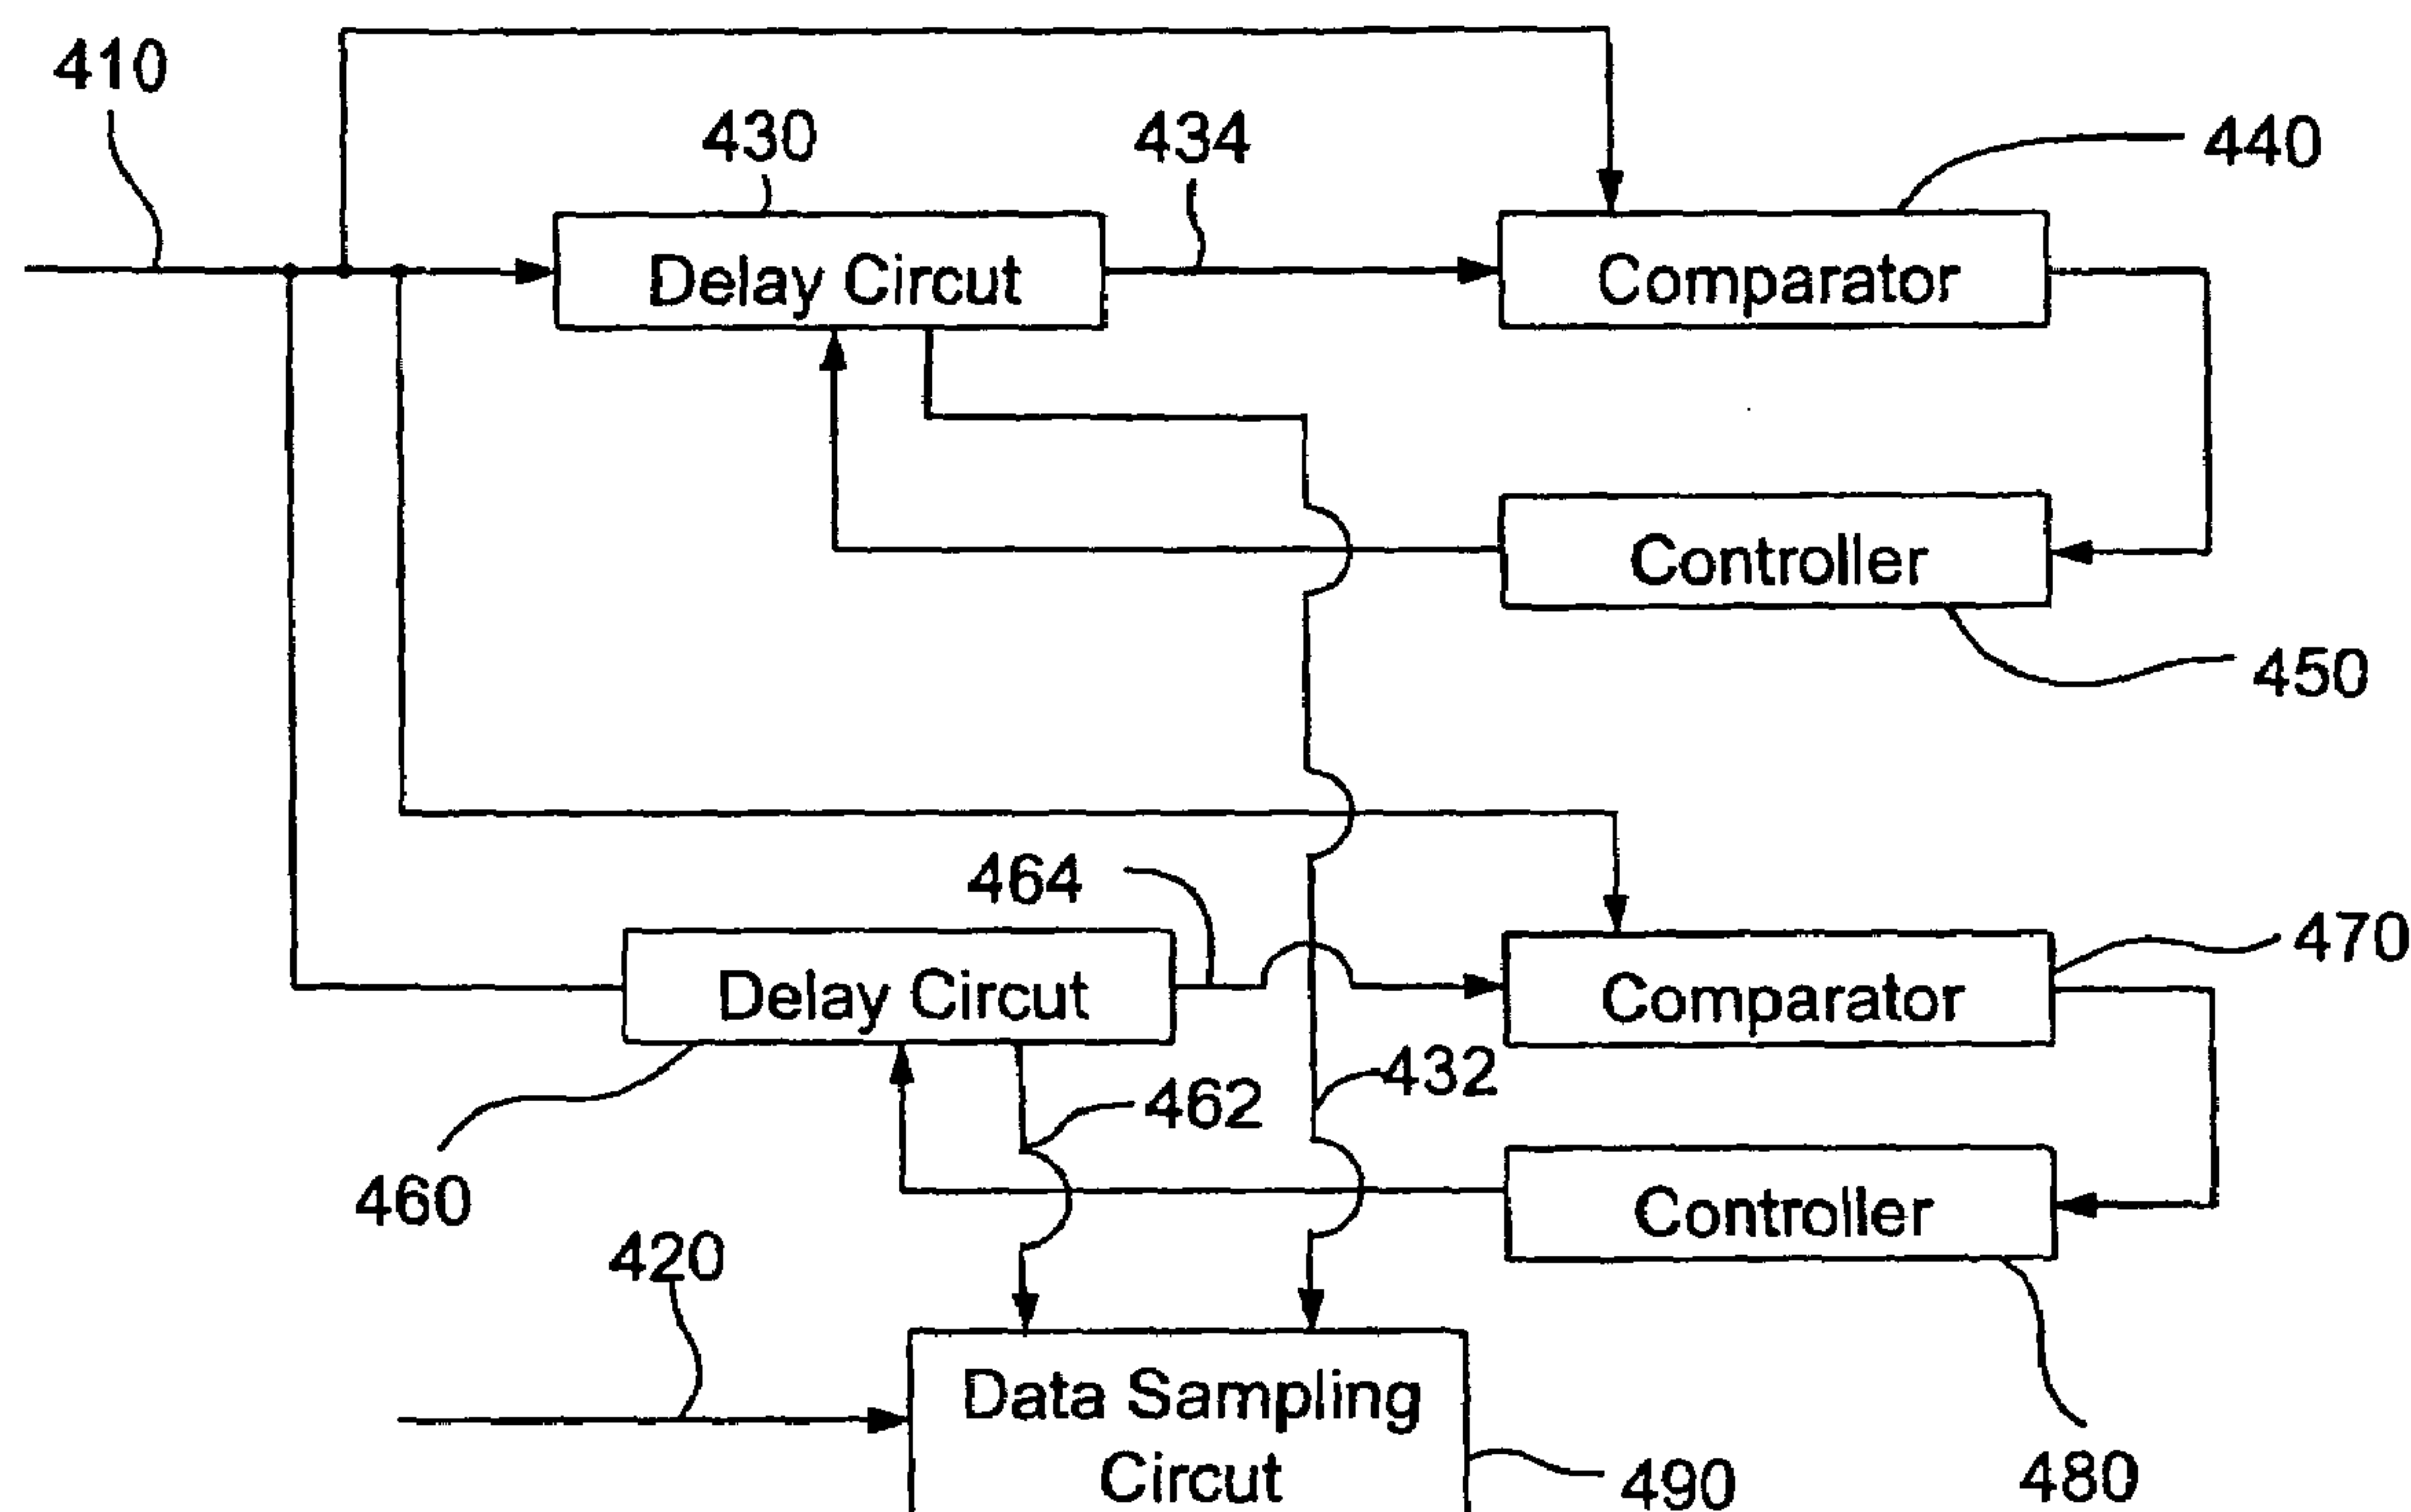 410
430
434
440
Delay Circut
Comparator
Controller
450
464
470
Delay Circut
Comparator
462
432
460
Controller
420
Data Sampling
Circut
490
480